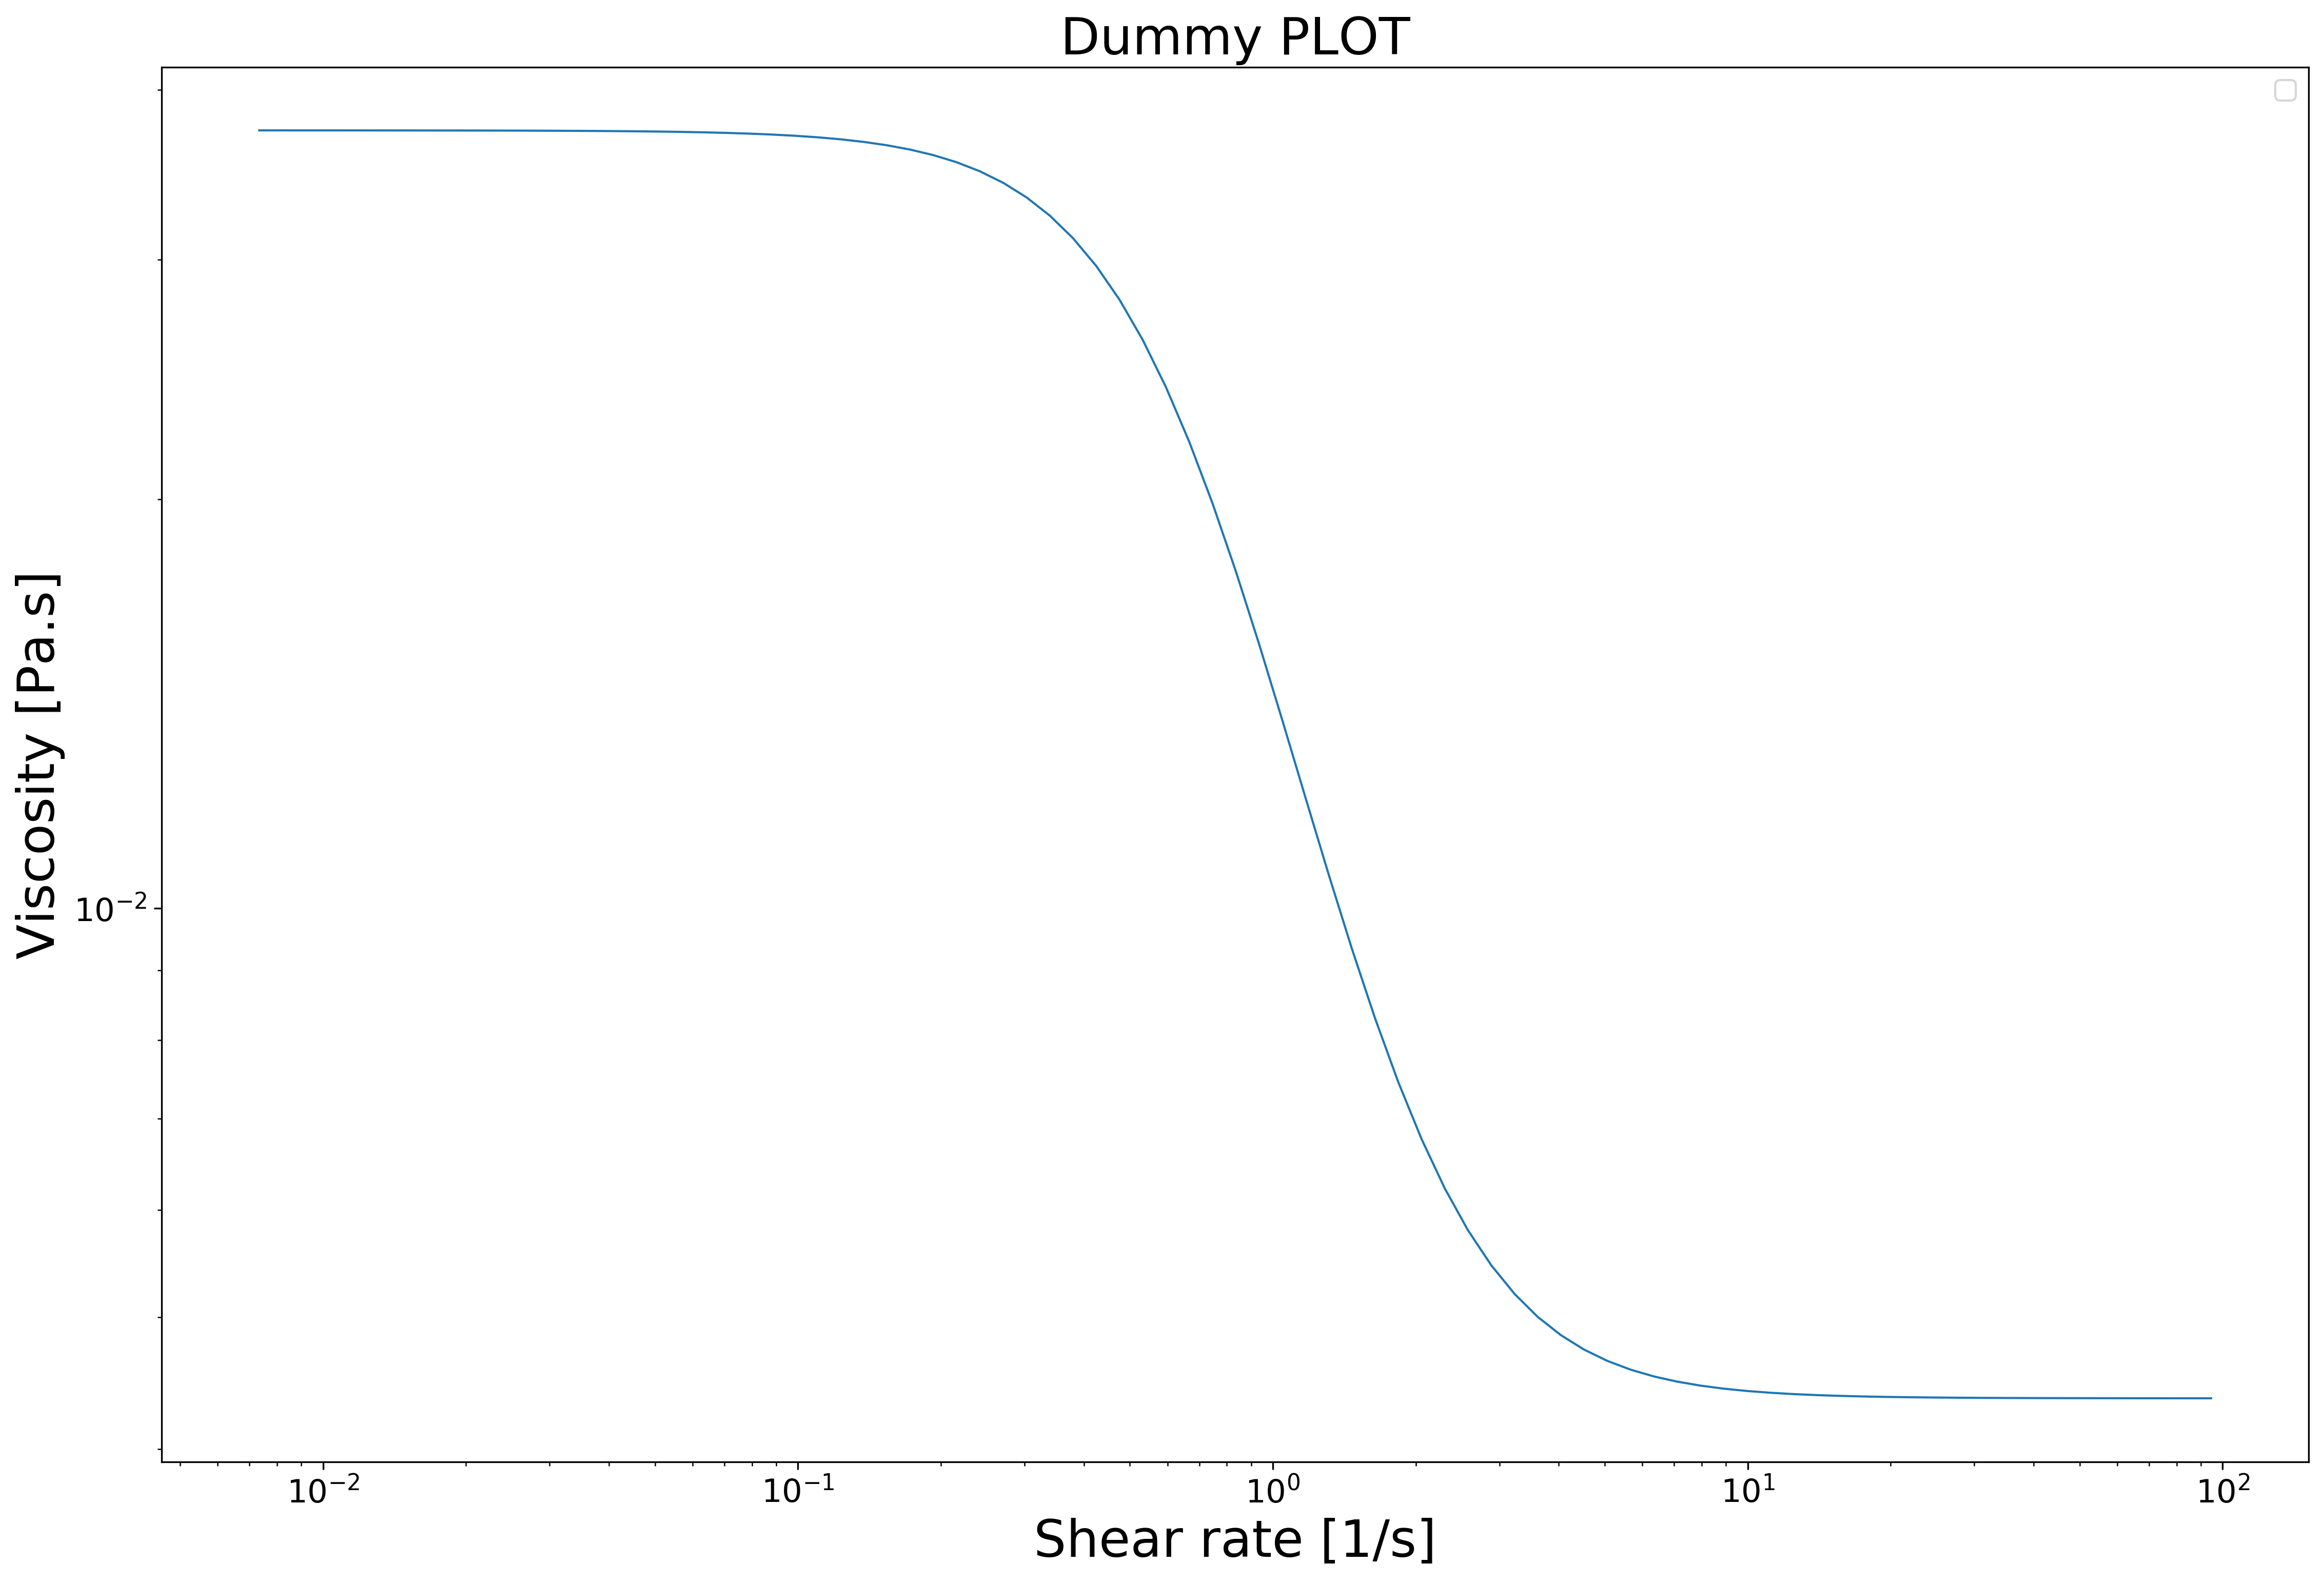 Dummy PLOT
Viscosity [Pa.s]
10⁻²
10⁻² 10⁻¹ 10⁰ 10¹ 10²
Shear rate [1/s]